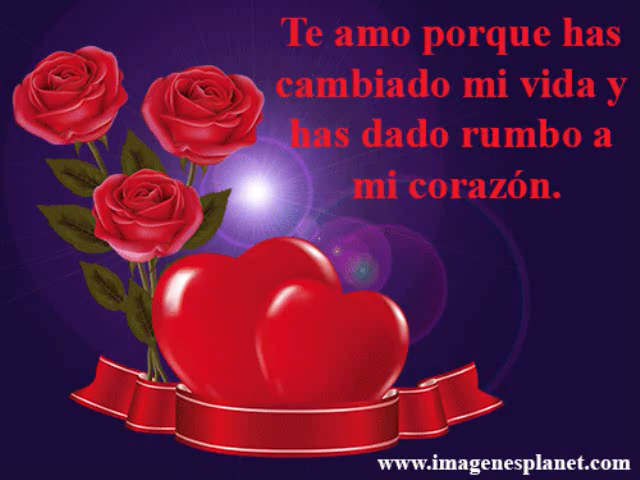 Te amo porque has
cambiado mi vida y
has dado rumbo a
mi corazón.
www.imagenesplanet.com